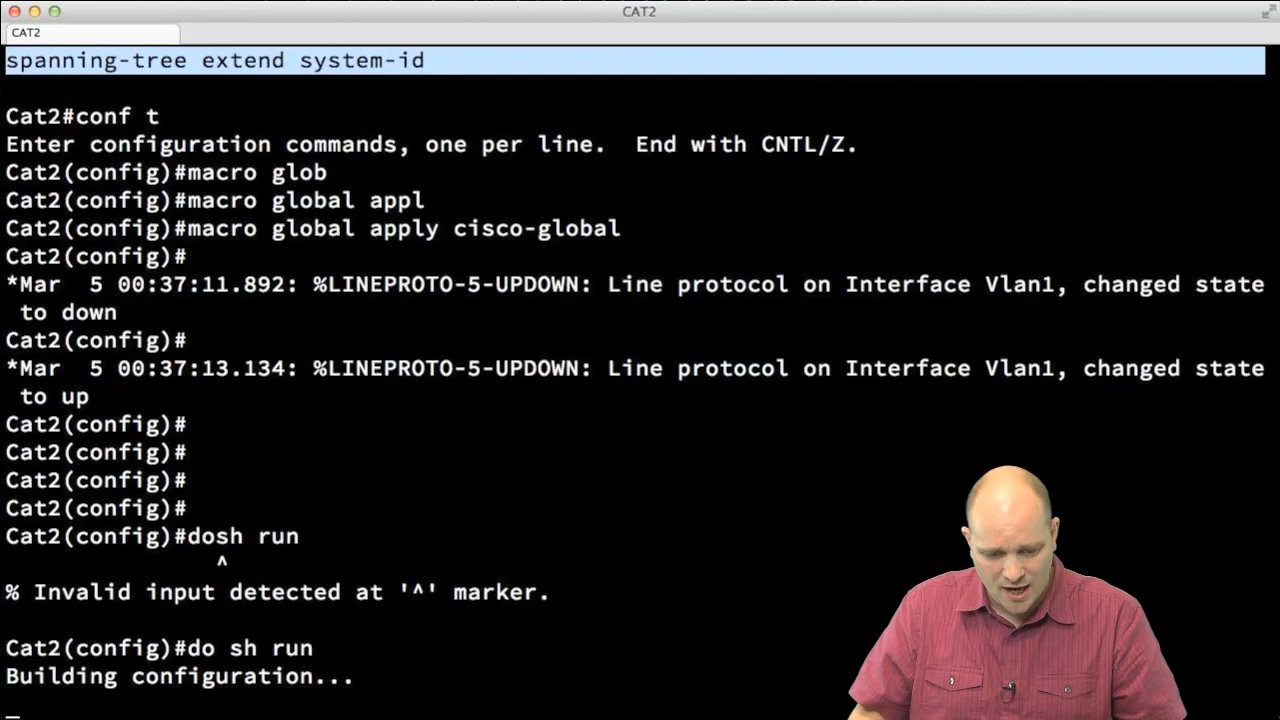 CAT2
CAT2
spanning-tree extend system-id
Cat2#conf t
Enter configuration commands, one per line.  End with CNTL/Z.
Cat2(config)#macro glob
Cat2(config)#macro global appl
Cat2(config)#macro global apply cisco-global
Cat2(config)#
*Mar  5 00:37:11.892: %LINEPROTO-5-UPDOWN: Line protocol on Interface Vlan1, changed state
 to down
Cat2(config)#
*Mar  5 00:37:13.134: %LINEPROTO-5-UPDOWN: Line protocol on Interface Vlan1, changed state
 to up
Cat2(config)#
Cat2(config)#
Cat2(config)#
Cat2(config)#
Cat2(config)#dosh run
^
% Invalid input detected at '^' marker.
Cat2(config)#do sh run
Building configuration...